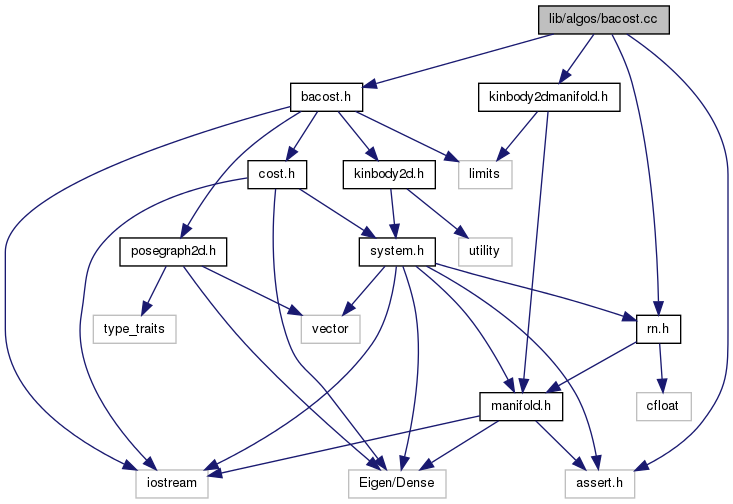 lib/algos/bacost.cc
bacost.h
kinbody2dmanifold.h
cost.h
kinbody2d.h
limits
posegraph2d.h
system.h
utility
type_traits
vector
rn.h
manifold.h
cfloat
iostream
Eigen/Dense
assert.h